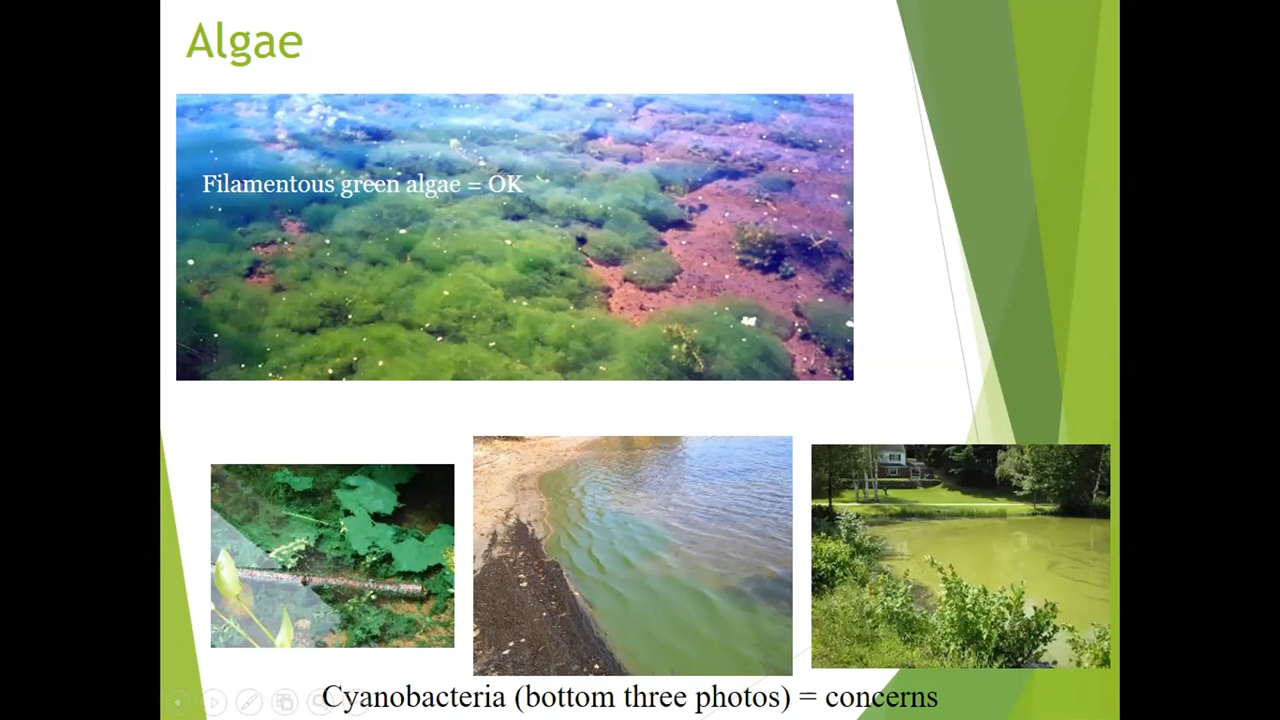 Algae
Filamentous green algae = OK
Cyanobacteria (bottom three photos) = concerns